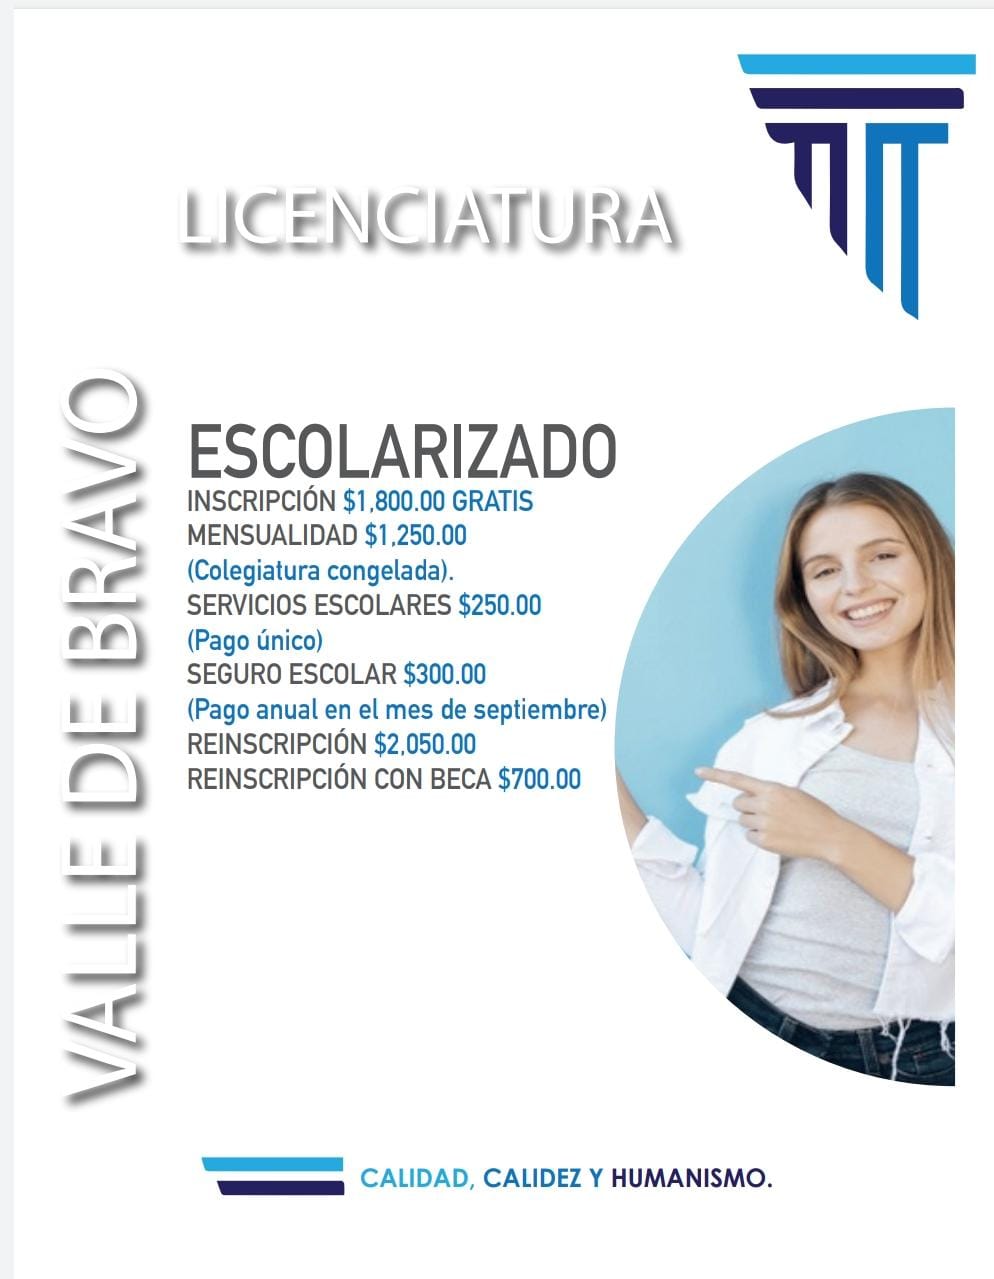 LICENCIATURA
VALLE DE BRAVO
ESCOLARIZADO
INSCRIPCIÓN $1,800.00 GRATIS
MENSUALIDAD $1,250.00
(Colegiatura congelada).
SERVICIOS ESCOLARES $250.00
(Pago único)
SEGURO ESCOLAR $300.00
(Pago anual en el mes de septiembre)
REINSCRIPCIÓN $2,050.00
REINSCRIPCIÓN CON BECA $700.00
CALIDAD, CALIDEZ Y HUMANISMO.